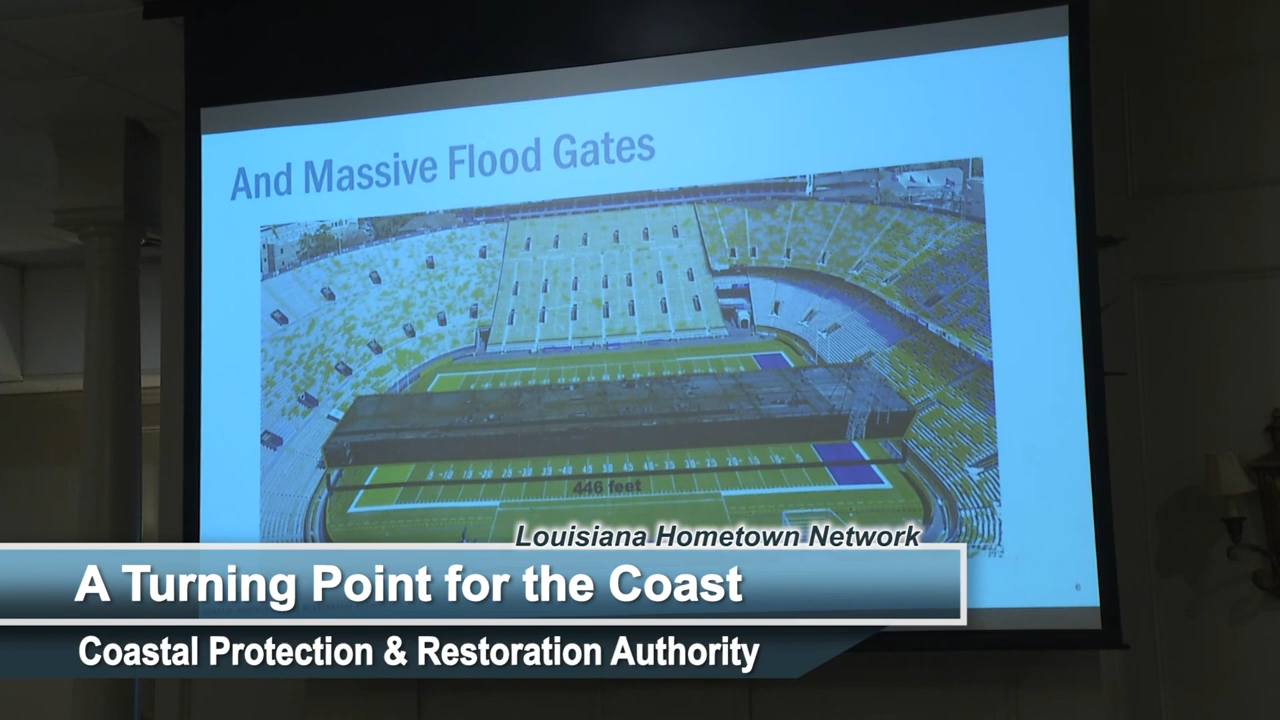 And Massive Flood Gates
446 feet
Louisiana Hometown Network
A Turning Point for the Coast
Coastal Protection & Restoration Authority